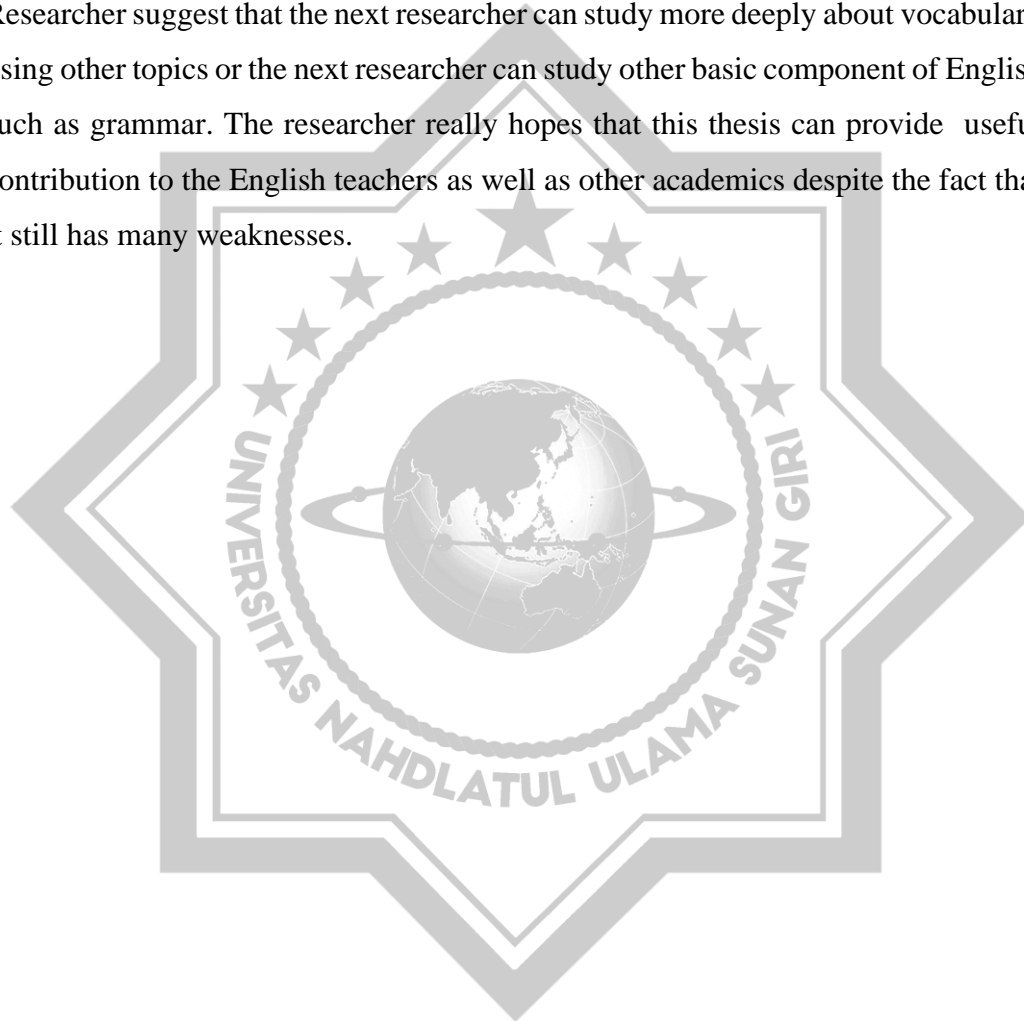 Researcher suggest that the next researcher can study more deeply about vocabular
sing other topics or the next researcher can study other basic component of Englis
uch as grammar. The researcher really hopes that this thesis can provide usefu
ontribution to the English teachers as well as other academics despite the fact tha
t still has many weaknesses.
UNIVERSITAS NAHDLATUL ULAMA SUNAN GIRI